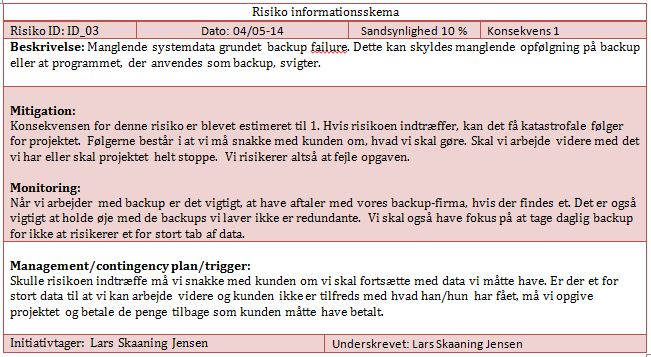 Risiko informationsskema
Risiko ID: ID_03 Dato: 04/05-14 Sandsynlighed 10 % Konsekvens 1
Beskrivelse: Manglende systemdata grundet backup failure. Dette kan skyldes manglende opfølgning på backup
eller at programmet, der anvendes som backup, svigter.
Mitigation:
Konsekvensen for denne risiko er blevet estimeret til 1. Hvis risikoen indtræffer, kan det få katastrofale følger
for projektet. Følgerne består i at vi må snakke med kunden om, hvad vi skal gøre. Skal vi arbejde videre med det
vi har eller skal projektet helt stoppe. Vi risikerer altså at fejle opgaven.
Monitoring:
Når vi arbejder med backup er det vigtigt, at have aftaler med vores backup-firma, hvis der findes et. Det er også
vigtigt at holde øje med de backups vi laver ikke er redundante. Vi skal også have fokus på at tage daglig backup
for ikke at risikerer et for stort tab af data.
Management/contingency plan/trigger:
Skulle risikoen indtræffe må vi snakke med kunden om vi skal fortsætte med data vi måtte have. Er der et for
stort data til at vi kan arbejde videre og kunden ikke er tilfreds med hvad han/hun har fået, må vi opgive
projektet og betale de penge tilbage som kunden måtte have betalt.
Initiativtager: Lars Skaaning Jensen Underskrevet: Lars Skaaning Jensen